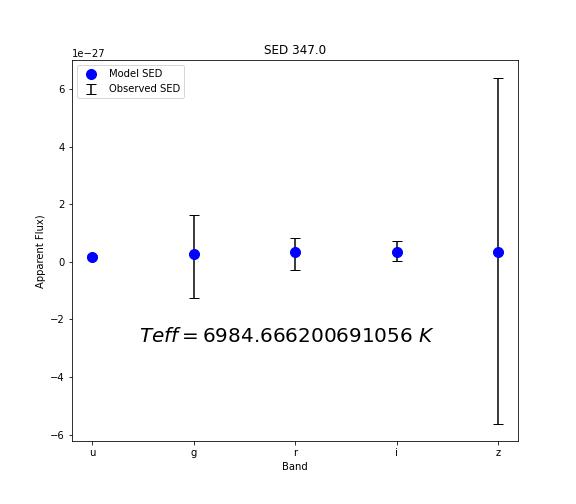 SED 347.0
1e−27
Model SED
Observed SED
6
4
2
0
−2
−4
−6
Apparent Flux)
Teff = 6984.666200691056 K
u g r i z
Band